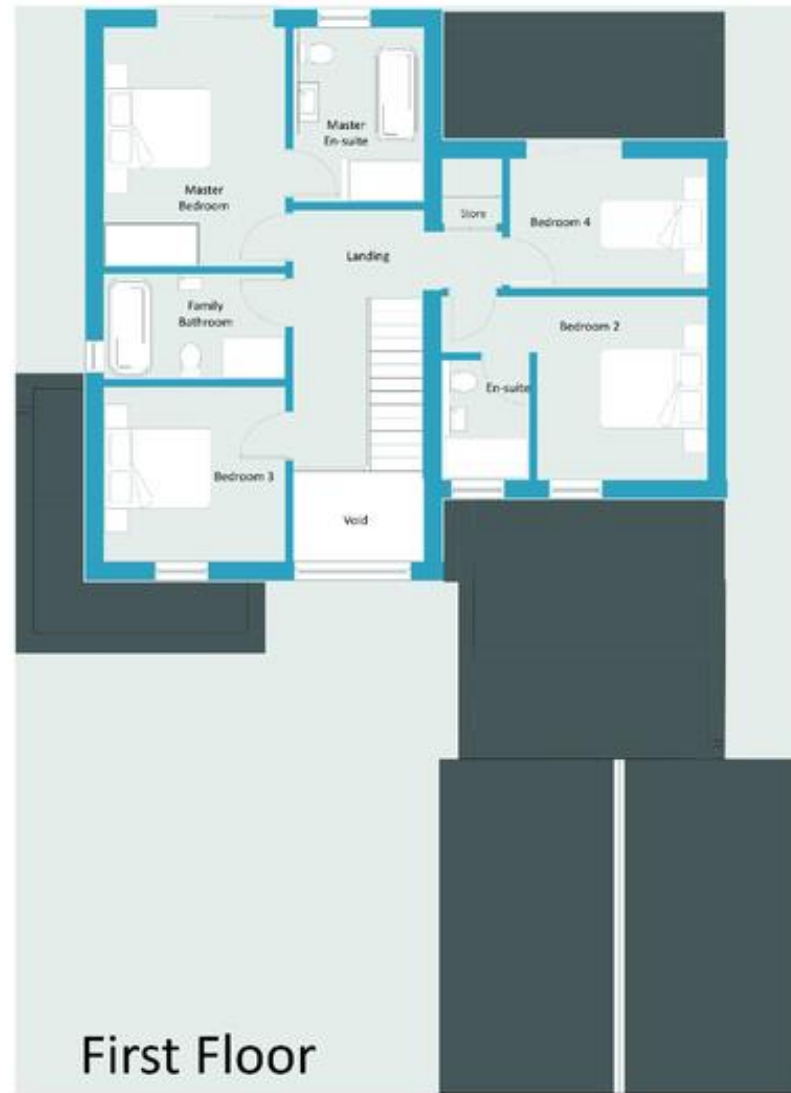 Master
En-suite
Master
Bedroom
Store
Bedroom 4
Landing
Family
Bathroom
Bedroom 2
En-suite
Bedroom 3
Void
First Floor